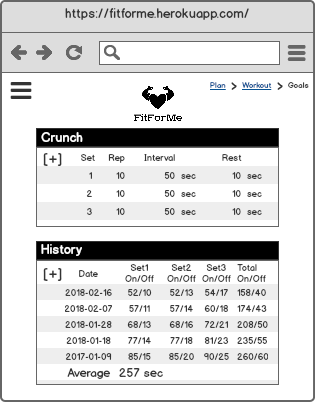 https://fitforme.herokuapp.com/
Plan > Workout > Goals
FitForMe
Crunch
[+] Set Rep Interval Rest
1 10 50 sec 10 sec
2 10 50 sec 10 sec
3 10 50 sec 10 sec
History
[+] Date Set1 On/Off Set2 On/Off Set3 On/Off Total On/Off
2018-02-16 52/10 52/13 54/17 158/40
2018-02-07 57/11 57/14 60/18 174/43
2018-01-28 68/13 68/16 72/21 208/50
2018-01-18 77/14 77/18 81/23 235/55
2017-01-09 85/15 85/20 90/25 260/60
Average 257 sec